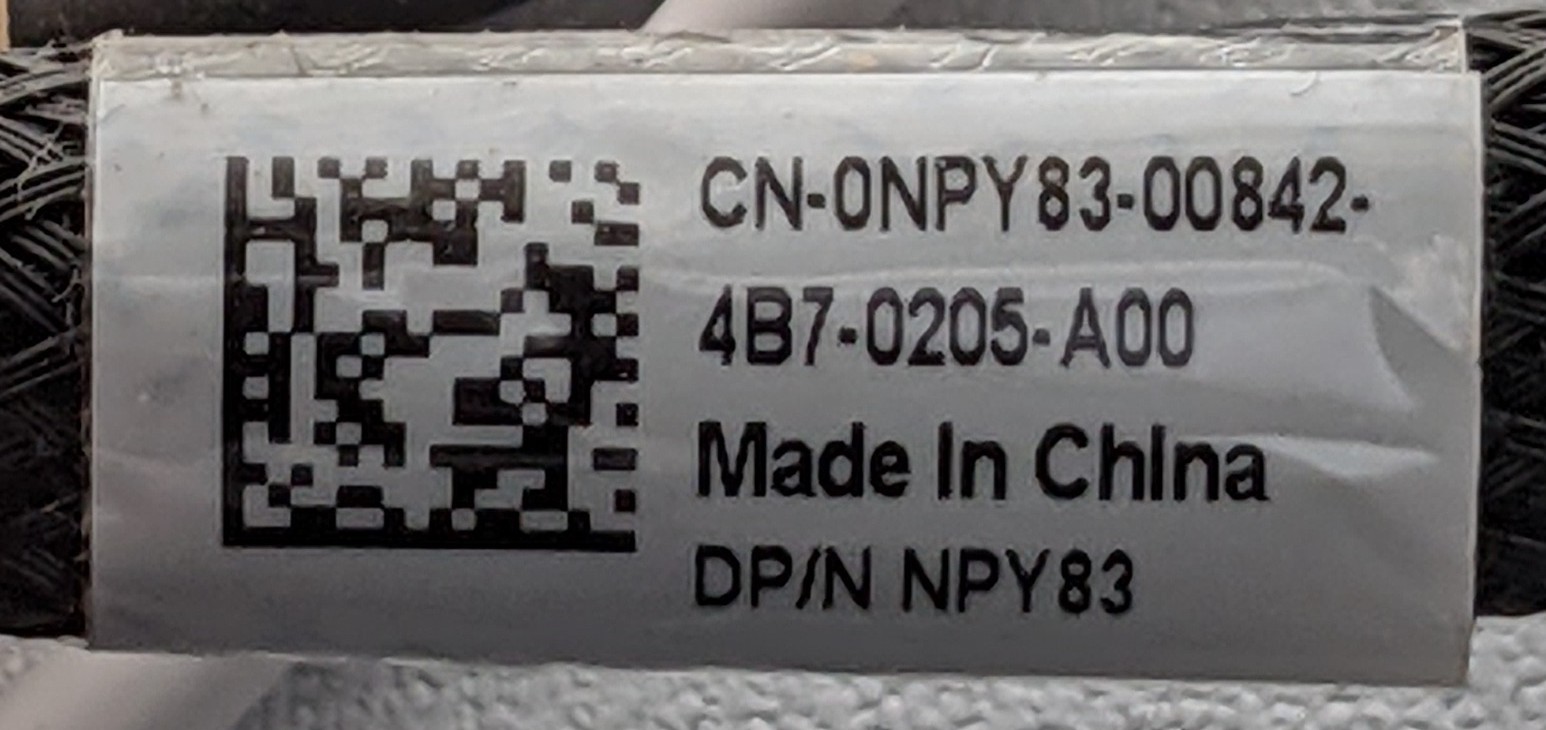 CN-0NPY83-00842-
4B7-0205-A00
Made In China
DP/N NPY83